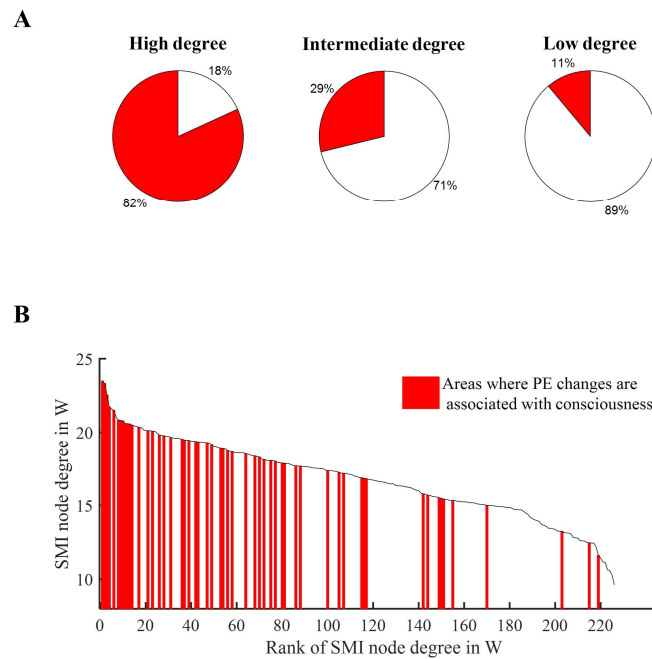 A
High degree
Intermediate degree
Low degree
18%
82%
29%
71%
11%
89%
B
25
20
15
10
SMI node degree in W
Areas where PE changes are
associated with consciousness
0 20 40 60 80 100 120 140 160 180 200 220
Rank of SMI node degree in W